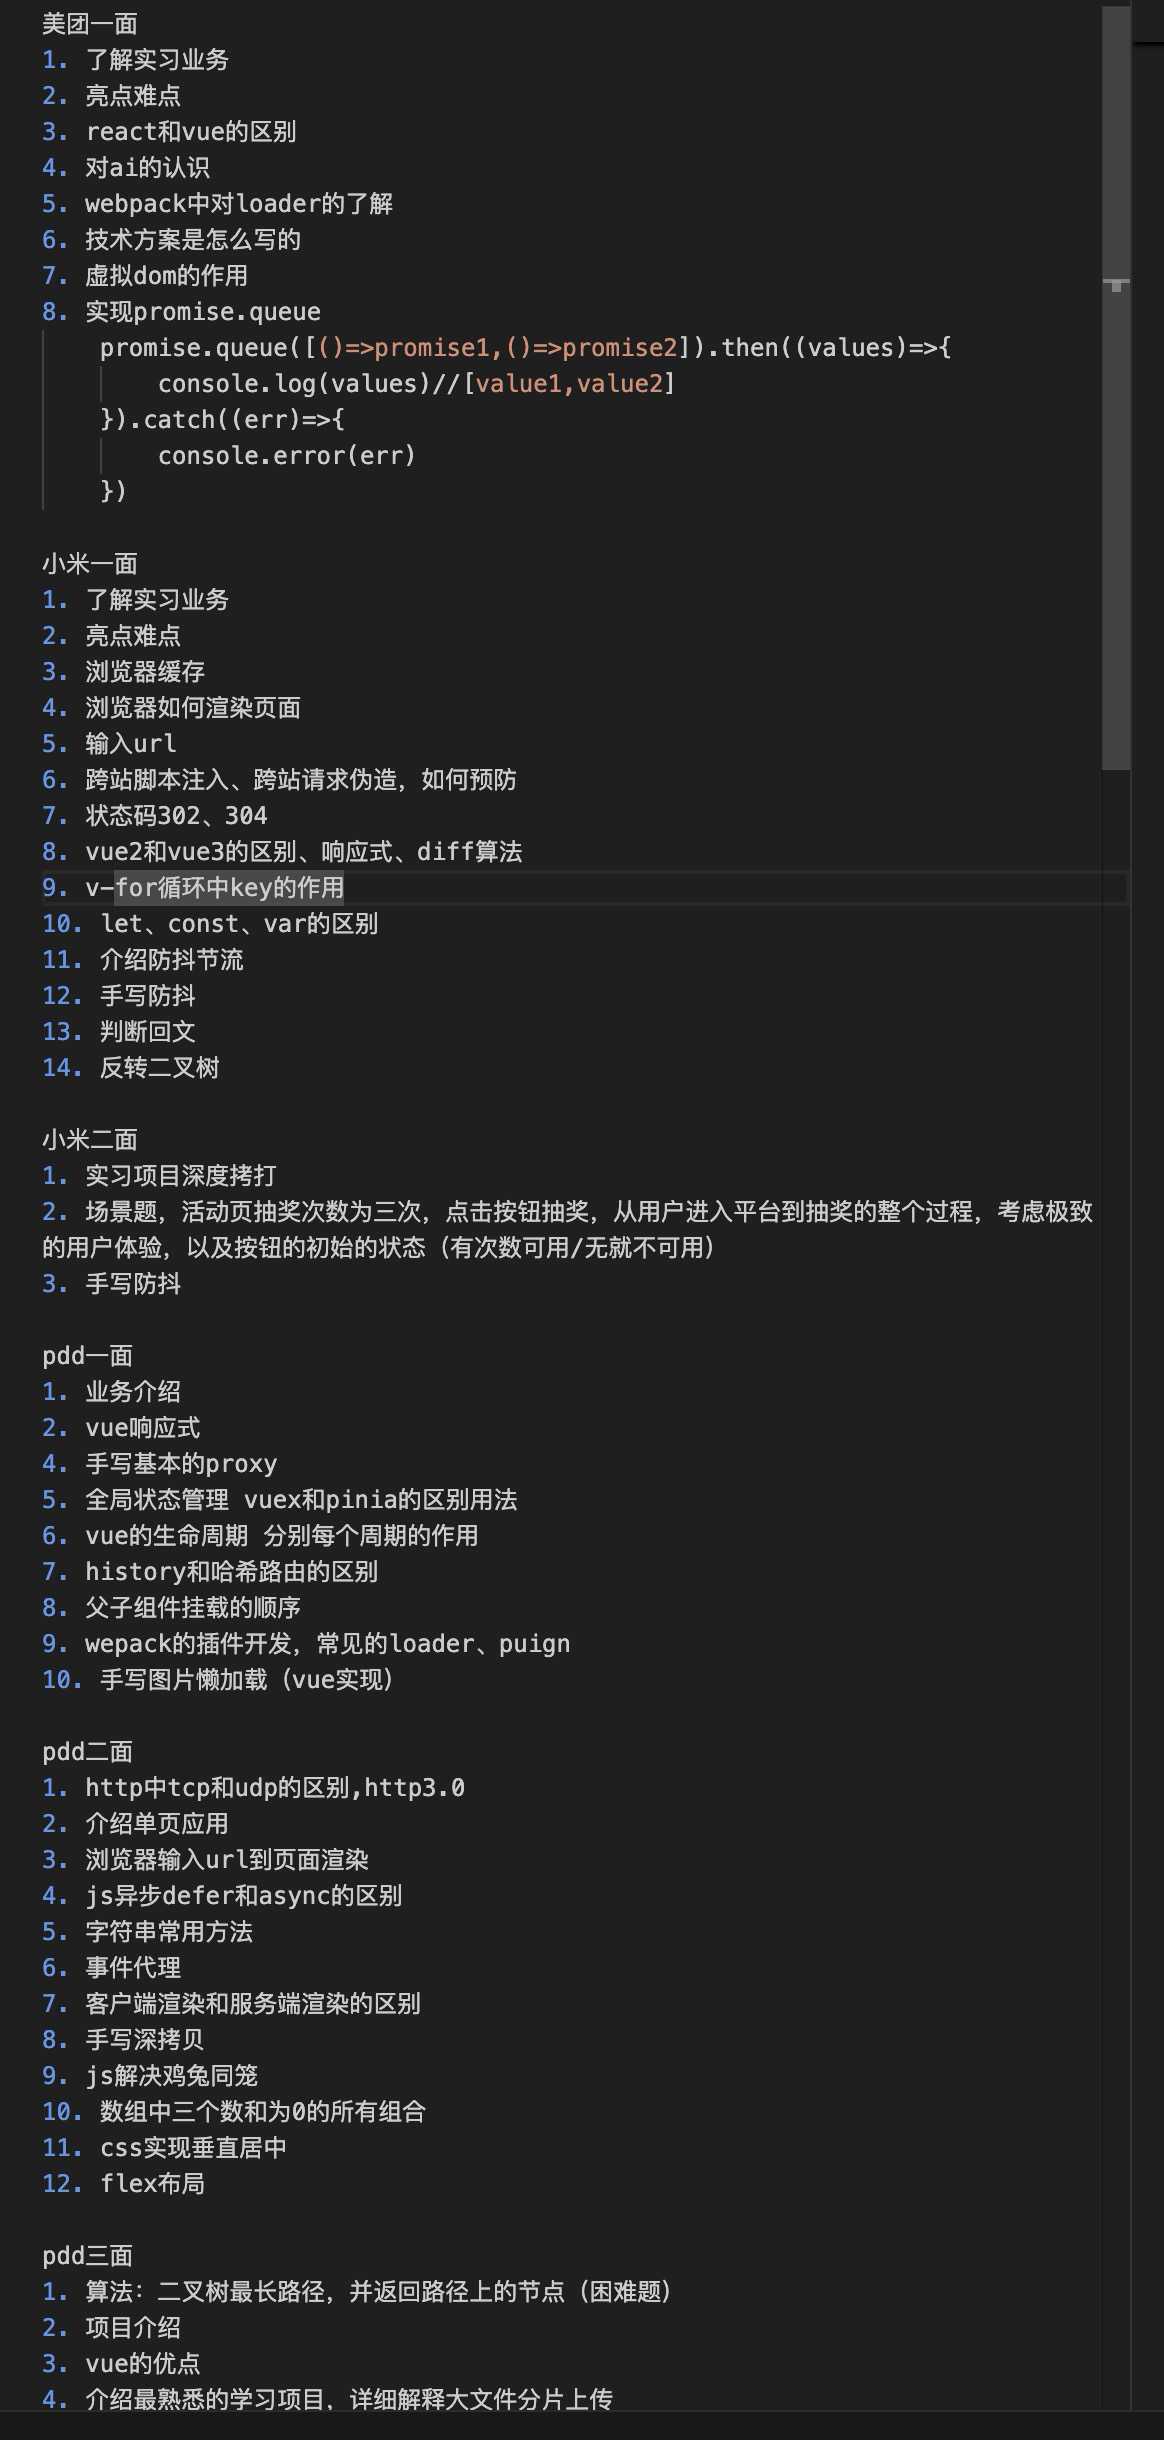 美团一面
1. 了解实习业务
2. 亮点难点
3. react和vue的区别
4. 对ai的认识
5. webpack中对loader的了解
6. 技术方案是怎么写的
7. 虚拟dom的作用
8. 实现promise.queue
promise.queue([()=>promise1,()=>promise2]).then((values)=>{
console.log(values)//[value1,value2]
}).catch((err)=>{
console.error(err)
})
小米一面
1. 了解实习业务
2. 亮点难点
3. 浏览器缓存
4. 浏览器如何渲染页面
5. 输入url
6. 跨站脚本注入、跨站请求伪造，如何预防
7. 状态码302、304
8. vue2和vue3的区别、响应式、diff算法
9. v-for循环中key的作用
10. let、const、var的区别
11. 介绍防抖节流
12. 手写防抖
13. 判断回文
14. 反转二叉树
小米二面
1. 实习项目深度拷打
2. 场景题，活动页抽奖次数为三次，点击按钮抽奖，从用户进入平台到抽奖的整个过程，考虑极致
的用户体验，以及按钮的初始的状态（有次数可用/无就不可用）
3. 手写防抖
pdd一面
1. 业务介绍
2. vue响应式
4. 手写基本的proxy
5. 全局状态管理 vuex和pinia的区别用法
6. vue的生命周期 分别每个周期的作用
7. history和哈希路由的区别
8. 父子组件挂载的顺序
9. wepack的插件开发，常见的loader、puign
10. 手写图片懒加载（vue实现）
pdd二面
1. http中tcp和udp的区别,http3.0
2. 介绍单页应用
3. 浏览器输入url到页面渲染
4. js异步defer和async的区别
5. 字符串常用方法
6. 事件代理
7. 客户端渲染和服务端渲染的区别
8. 手写深拷贝
9. js解决鸡兔同笼
10. 数组中三个数和为0的所有组合
11. css实现垂直居中
12. flex布局
pdd三面
1. 算法：二叉树最长路径，并返回路径上的节点（困难题）
2. 项目介绍
3. vue的优点
4. 介绍最熟悉的学习项目，详细解释大文件分片上传